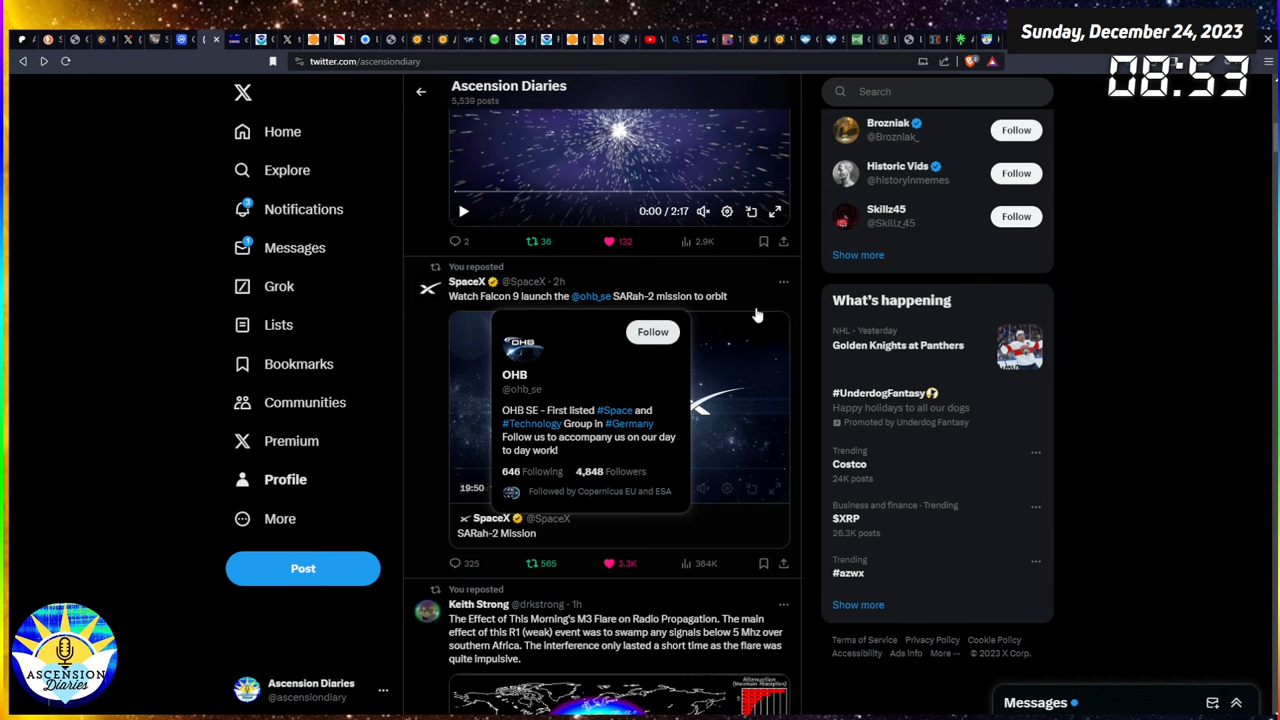 Sunday, December 24, 2023
08:53
twitter.com/ascensiondiary
Home
Explore
3
Notifications
1
Messages
Grok
Lists
Bookmarks
Communities
Premium
Profile
More
Post
Ascension Diaries
@ascensiondiary
ASCENSION
Diaries
Ascension Diaries
5,539 posts
0:00 / 2:17
2
36
132
2.9K
You reposted
SpaceX @SpaceX · 2h
Watch Falcon 9 launch the @ohb_se SARah-2 mission to orbit
OHB
Follow
OHB
@ohb_se
OHB SE - First listed #Space and
#Technology Group in #Germany
Follow us to accompany us on our day
to day work!
646 Following 4,848 Followers
Followed by Copernicus EU and ESA
19:50
SpaceX @SpaceX
SARah-2 Mission
325
565
3.3K
364K
You reposted
Keith Strong @drkstrong · 1h
The Effect of This Morning's M3 Flare on Radio Propagation. The main
effect of this R1 (weak) event was to swamp any signals below 5 Mhz over
southern Africa. The interference only lasted a short time as the flare was
quite impulsive.
Attenuation
Search
Brozniak
@Brozniak_
Follow
Historic Vids
@historyinmemes
Follow
Skillz45
@Skillz_45
Follow
Show more
What's happening
NHL · Yesterday
Golden Knights at Panthers
#UnderdogFantasy
Happy holidays to all our dogs
Promoted by Underdog Fantasy
Trending
Costco
24K posts
Business and finance · Trending
$XRP
26.3K posts
Trending
#azwx
Show more
Terms of Service Privacy Policy Cookie Policy
Accessibility Ads info More ··· © 2023 X Corp.
Messages